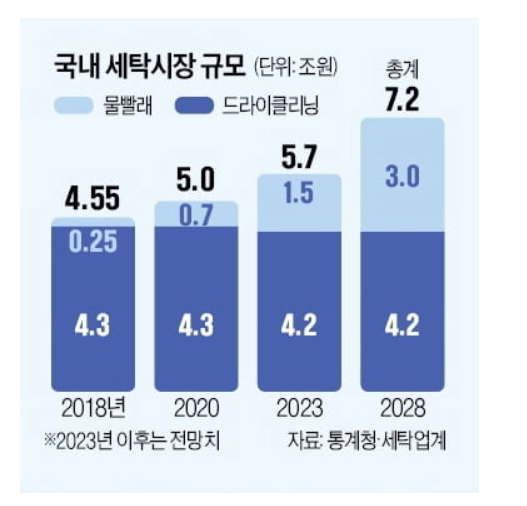 국내 세탁시장 규모 (단위: 조원)
물빨래 드라이클리닝
총계
4.55 5.0 5.7 7.2
0.25 0.7 1.5 3.0
4.3 4.3 4.2 4.2
2018년 2020 2023 2028
※2023년 이후는 전망치 자료: 통계청·세탁업계